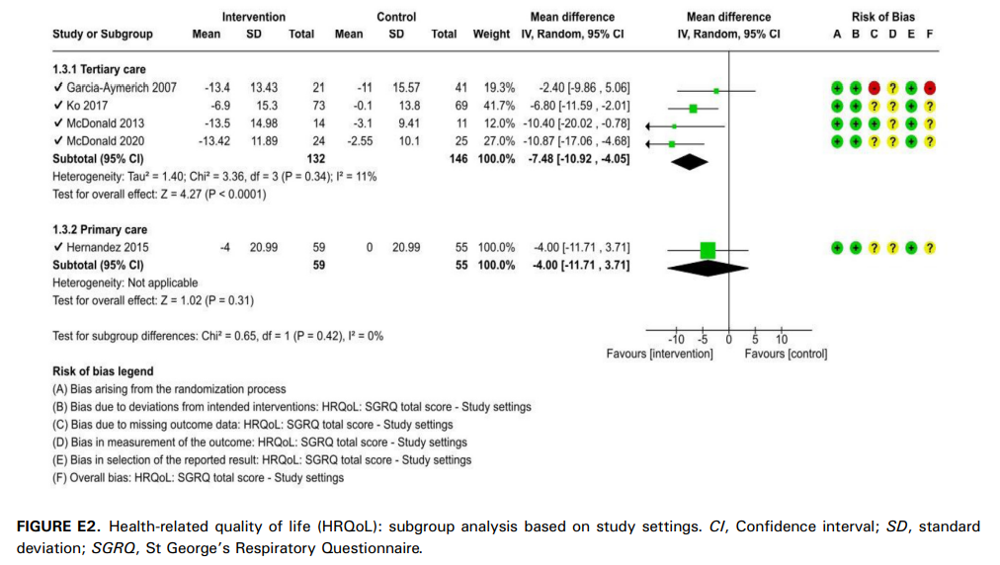 Intervention Control Mean difference Mean difference Risk of Bias
Study or Subgroup Mean SD Total Mean SD Total Weight IV, Random, 95% CI IV, Random, 95% CI A B C D E F
1.3.1 Tertiary care
✓ Garcia-Aymerich 2007 -13.4 13.43 21 -11 15.57 41 19.3% -2.40 [-9.86 , 5.06] + + - ? + -
✓ Ko 2017 -6.9 15.3 73 -0.1 13.8 69 41.7% -6.80 [-11.59 , -2.01] + + ? ? + ?
✓ McDonald 2013 -13.5 14.98 14 -3.1 9.41 11 12.0% -10.40 [-20.02 , -0.78] + + + ? + ?
✓ McDonald 2020 -13.42 11.89 24 -2.55 10.1 25 27.0% -10.87 [-17.06 , -4.68] + + ? ? + ?
Subtotal (95% CI) 132 146 100.0% -7.48 [-10.92 , -4.05]
Heterogeneity: Tau² = 1.40; Chi² = 3.36, df = 3 (P = 0.34); I² = 11%
Test for overall effect: Z = 4.27 (P < 0.0001)
1.3.2 Primary care
✓ Hernandez 2015 -4 20.99 59 0 20.99 55 100.0% -4.00 [-11.71 , 3.71] + + ? ? + ?
Subtotal (95% CI) 59 55 100.0% -4.00 [-11.71 , 3.71]
Heterogeneity: Not applicable
Test for overall effect: Z = 1.02 (P = 0.31)
Test for subgroup differences: Chi² = 0.65, df = 1 (P = 0.42), I² = 0%
-10 -5 0 5 10
Favours [intervention] Favours [control]
Risk of bias legend
(A) Bias arising from the randomization process
(B) Bias due to deviations from intended interventions: HRQoL: SGRQ total score - Study settings
(C) Bias due to missing outcome data: HRQoL: SGRQ total score - Study settings
(D) Bias in measurement of the outcome: HRQoL: SGRQ total score - Study settings
(E) Bias in selection of the reported result: HRQoL: SGRQ total score - Study settings
(F) Overall bias: HRQoL: SGRQ total score - Study settings
FIGURE E2. Health-related quality of life (HRQoL): subgroup analysis based on study settings. CI, Confidence interval; SD, standard
deviation; SGRQ, St George's Respiratory Questionnaire.